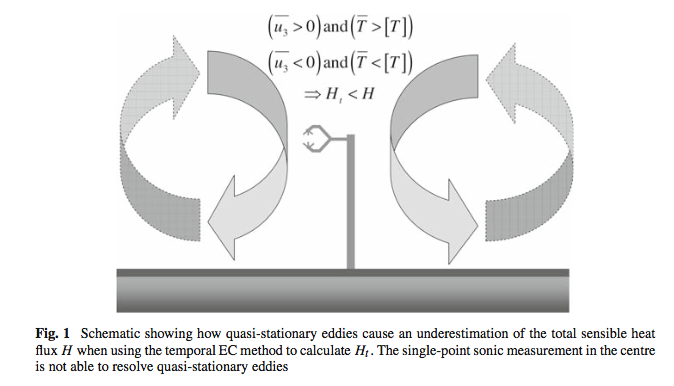 (u̅₃ > 0) and (T̅ > [T])
(u̅₃ < 0) and (T̅ < [T])
⇒ Hₜ < H
Fig. 1 Schematic showing how quasi-stationary eddies cause an underestimation of the total sensible heat
flux H when using the temporal EC method to calculate Hₜ. The single-point sonic measurement in the centre
is not able to resolve quasi-stationary eddies